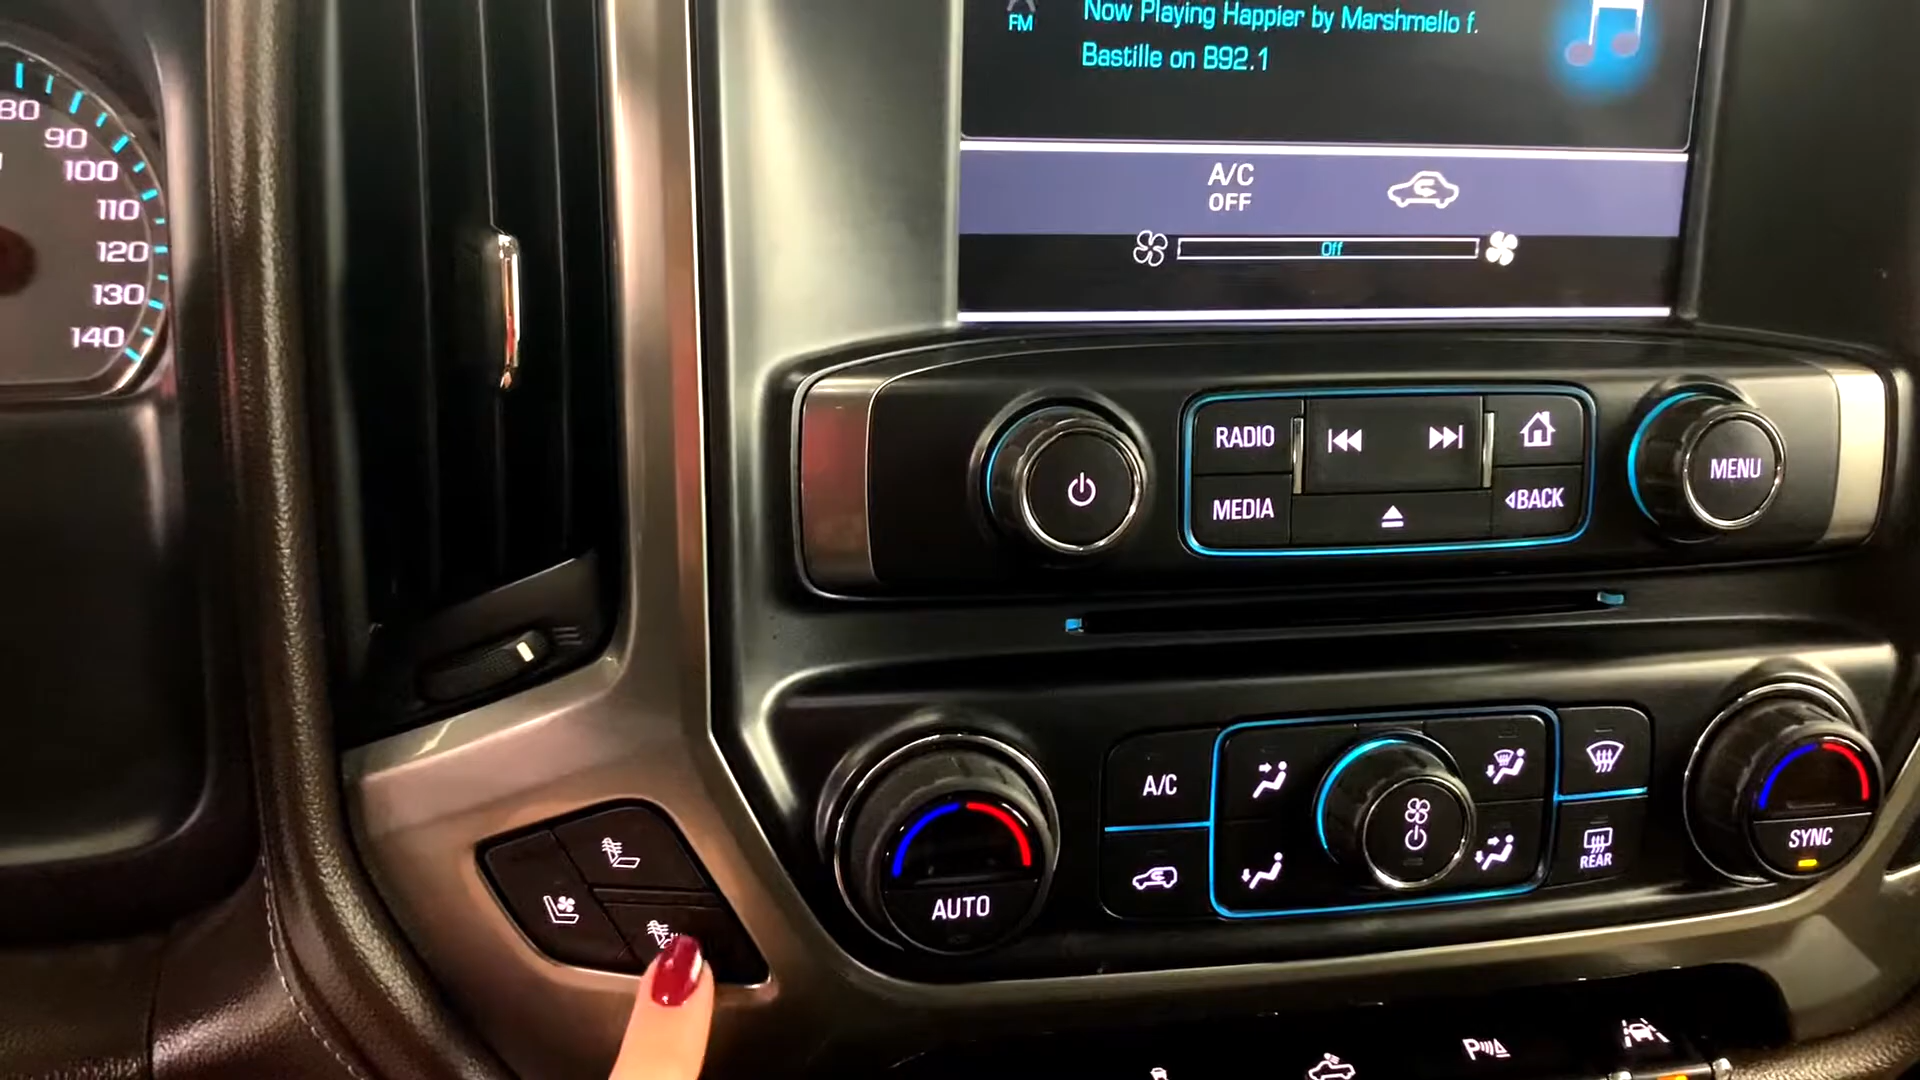 FM
Now Playing Happier by Marshmello f.
Bastille on B92.1
80
90
100
110
120
130
140
A/C
OFF
Off
RADIO
MEDIA
BACK
MENU
A/C
AUTO
REAR
SYNC
P